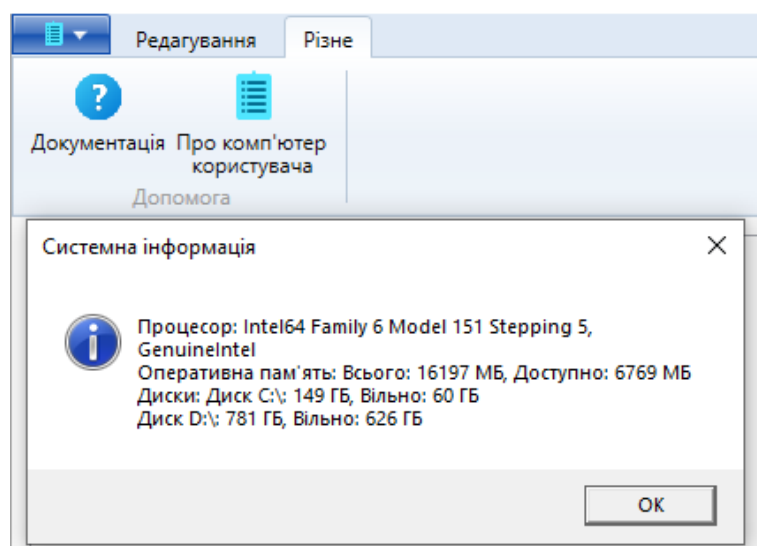 Редагування Різне
Документація Про комп'ютер
користувача
Допомога
Системна інформація
Процесор: Intel64 Family 6 Model 151 Stepping 5,
GenuineIntel
Оперативна пам'ять: Всього: 16197 МБ, Доступно: 6769 МБ
Диски: Диск C:\: 149 ГБ, Вільно: 60 ГБ
Диск D:\: 781 ГБ, Вільно: 626 ГБ
OK